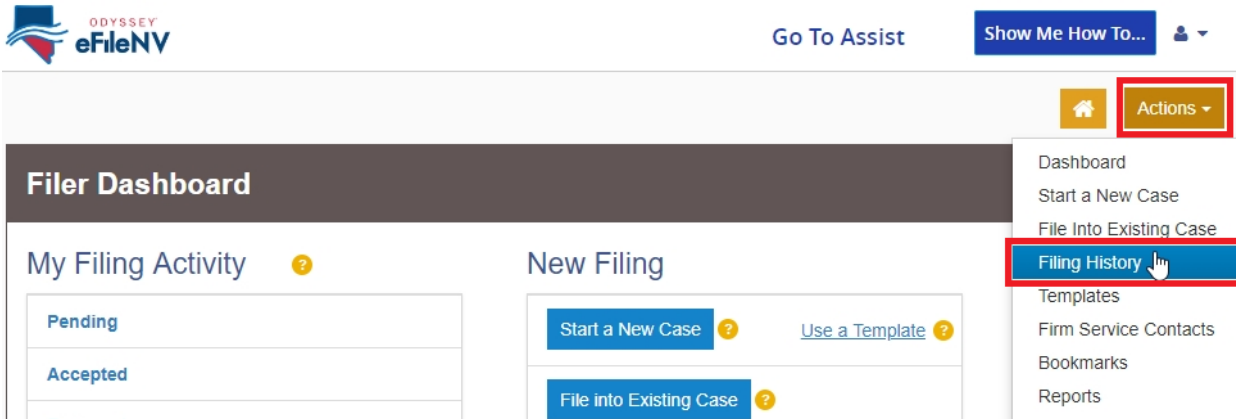 ODYSSEY
eFileNV
Go To Assist
Show Me How To...
Actions
Dashboard
Start a New Case
File Into Existing Case
Filing History
Templates
Firm Service Contacts
Bookmarks
Reports
Filer Dashboard
My Filing Activity ?
Pending
Accepted
New Filing
Start a New Case ? Use a Template ?
File into Existing Case ?